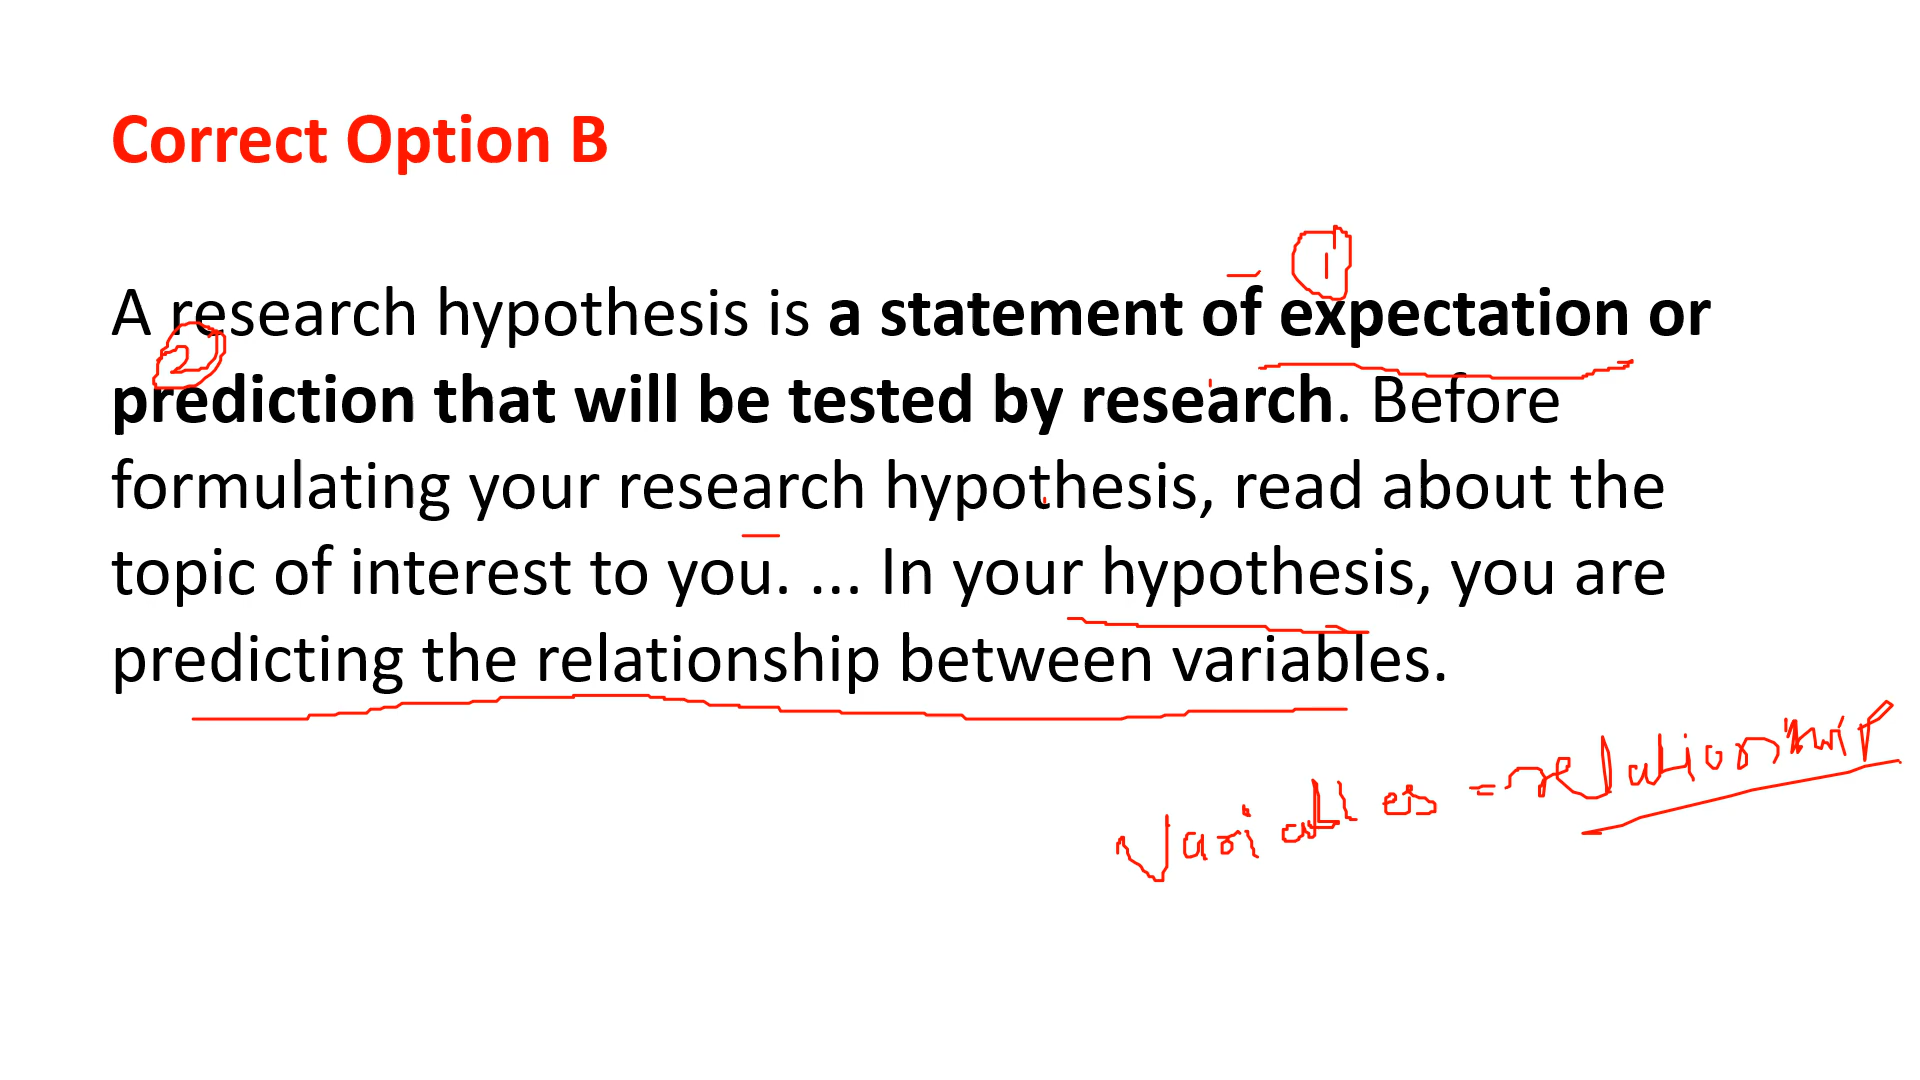 Correct Option B
1
A research hypothesis is a statement of expectation or
2
prediction that will be tested by research. Before
formulating your research hypothesis, read about the
topic of interest to you. ... In your hypothesis, you are
predicting the relationship between variables.
Variables = relationship